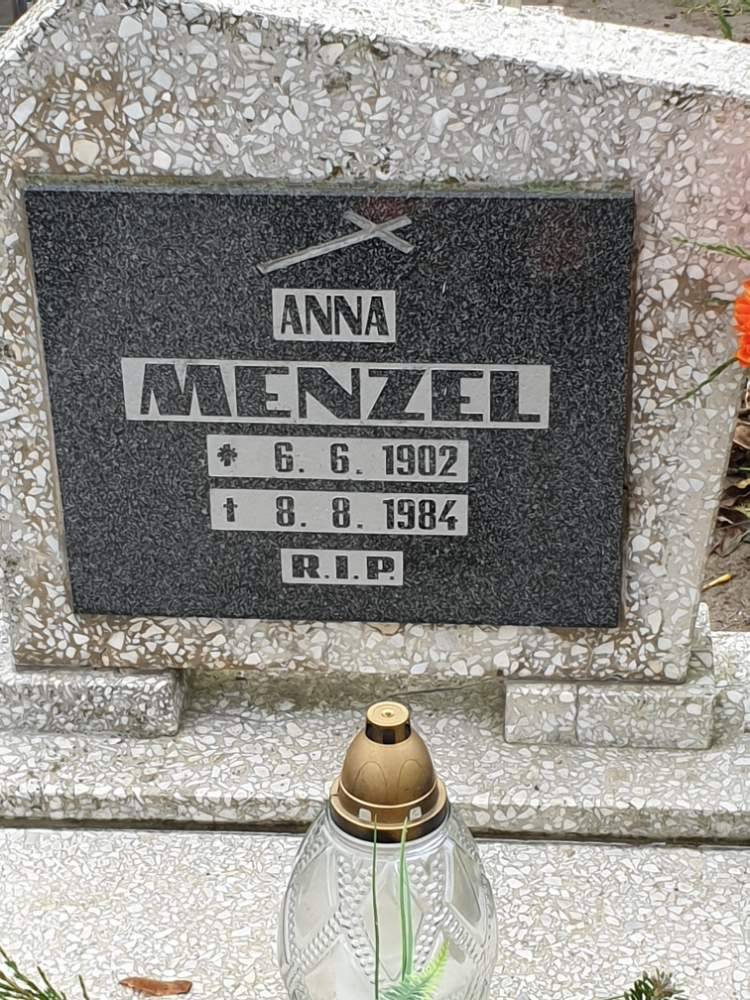 ANNA
MENZEL
* 6. 6. 1902
† 8. 8. 1984
R.I.P.